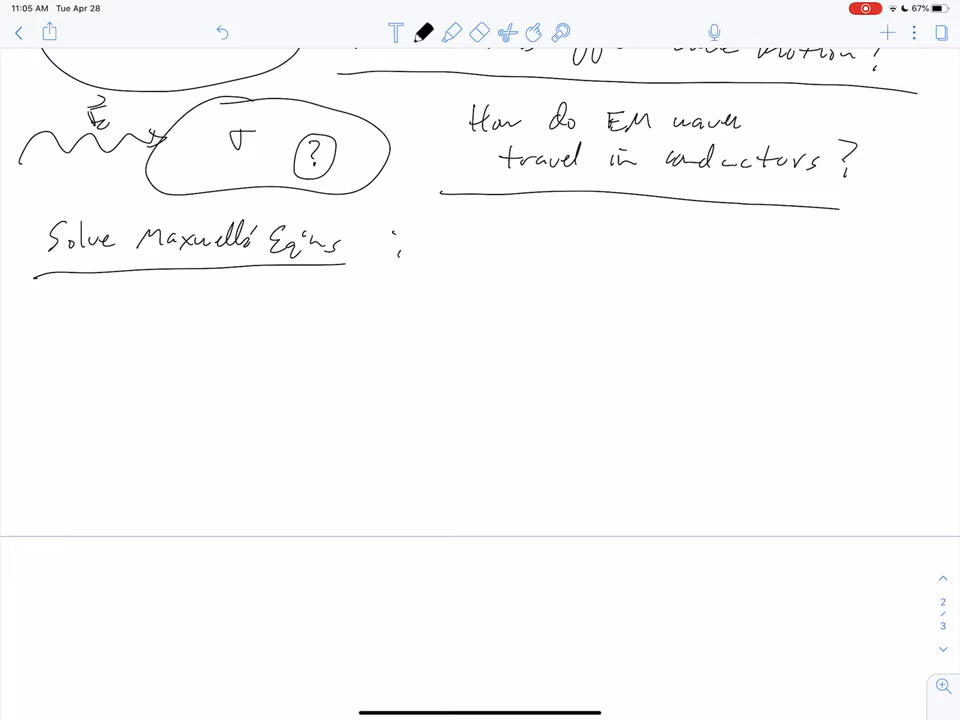 11:05 AM Tue Apr 28
67%
T
motion?
E
σ
?
How do EM waves
travel in conductors?
Solve Maxwell's Eq'ns :
2
/
3